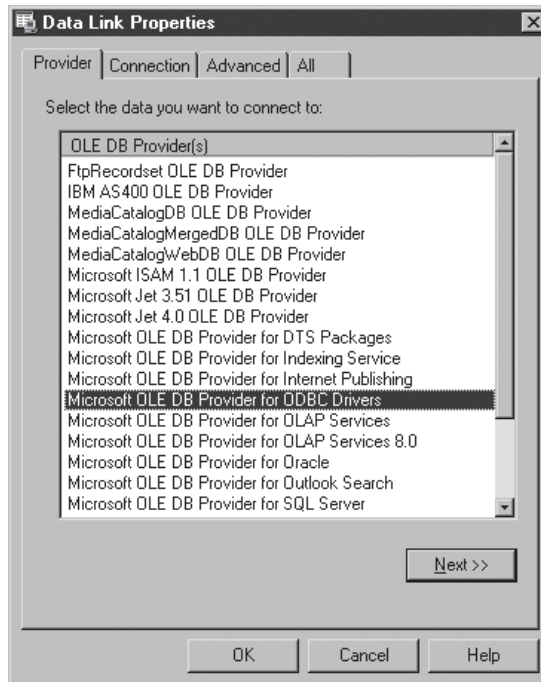 Data Link Properties
Provider
Connection
Advanced
All
Select the data you want to connect to:
OLE DB Provider(s)
FtpRecordset OLE DB Provider
IBM AS400 OLE DB Provider
MediaCatalogDB OLE DB Provider
MediaCatalogMergedDB OLE DB Provider
MediaCatalogWebDB OLE DB Provider
Microsoft ISAM 1.1 OLE DB Provider
Microsoft Jet 3.51 OLE DB Provider
Microsoft Jet 4.0 OLE DB Provider
Microsoft OLE DB Provider for DTS Packages
Microsoft OLE DB Provider for Indexing Service
Microsoft OLE DB Provider for Internet Publishing
Microsoft OLE DB Provider for ODBC Drivers
Microsoft OLE DB Provider for OLAP Services
Microsoft OLE DB Provider for OLAP Services 8.0
Microsoft OLE DB Provider for Oracle
Microsoft OLE DB Provider for Outlook Search
Microsoft OLE DB Provider for SQL Server
Next >>
OK
Cancel
Help